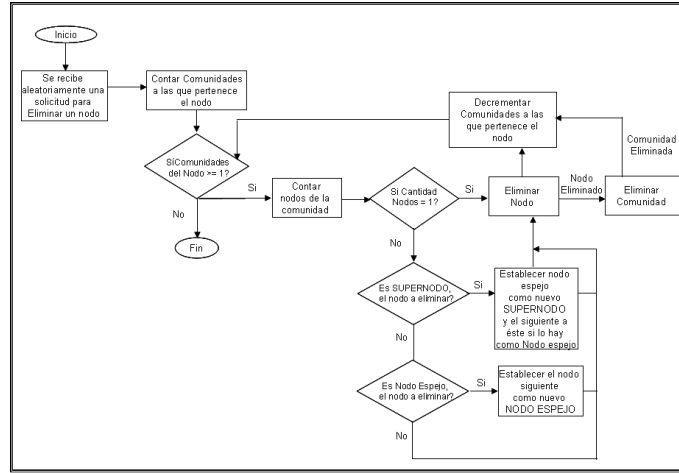 Inicio
Se recibe
aleatoriamente una
solicitud para
Eliminar un nodo
Contar Comunidades
a las que pertenece
el nodo
Decrementar
Comunidades a las
que pertenece el
nodo
Comunidad
Eliminada
SíComunidades
del Nodo >= 1?
Si
No
Fin
Contar
nodos de la
comunidad
Si Cantidad
Nodos = 1?
Si
No
Eliminar
Nodo
Nodo
Eliminado
Eliminar
Comunidad
Es SUPERNODO,
el nodo a eliminar?
Si
No
Establecer nodo
espejo
como nuevo
SUPERNODO
y el siguiente a
éste si lo hay
como Nodo espejo
Es Nodo Espejo,
el nodo a eliminar?
Si
No
Establecer el nodo
siguiente
como nuevo
NODO ESPEJO